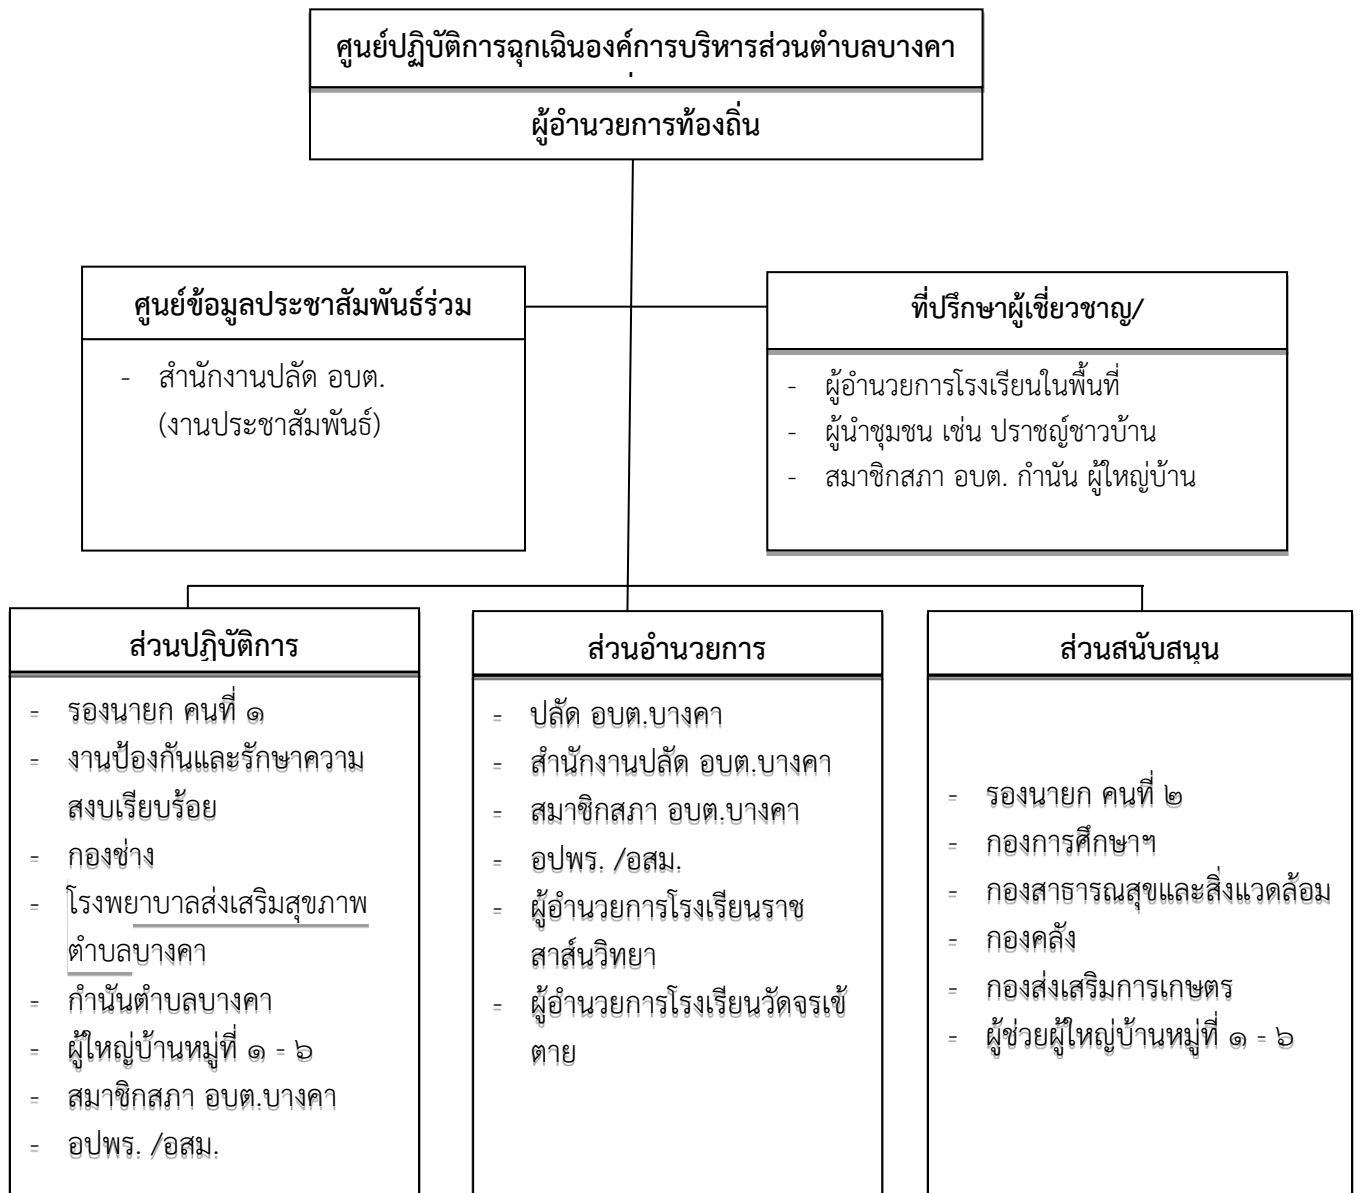 ศูนย์ปฏิบัติการฉุกเฉินองค์การบริหารส่วนตำบลบางคา
ผู้อำนวยการท้องถิ่น
ศูนย์ข้อมูลประชาสัมพันธ์ร่วม
- สำนักงานปลัด อบต.
(งานประชาสัมพันธ์)
ที่ปรึกษาผู้เชี่ยวชาญ/
- ผู้อำนวยการโรงเรียนในพื้นที่
- ผู้นำชุมชน เช่น ปราชญ์ชาวบ้าน
- สมาชิกสภา อบต. กำนัน ผู้ใหญ่บ้าน
ส่วนปฏิบัติการ
- รองนายก คนที่ ๑
- งานป้องกันและรักษาความ
สงบเรียบร้อย
- กองช่าง
- โรงพยาบาลส่งเสริมสุขภาพ
ตำบลบางคา
- กำนันตำบลบางคา
- ผู้ใหญ่บ้านหมู่ที่ ๑ - ๖
- สมาชิกสภา อบต.บางคา
- อปพร. /อสม.
ส่วนอำนวยการ
- ปลัด อบต.บางคา
- สำนักงานปลัด อบต.บางคา
- สมาชิกสภา อบต.บางคา
- อปพร. /อสม.
- ผู้อำนวยการโรงเรียนราช
สาส์นวิทยา
- ผู้อำนวยการโรงเรียนวัดจรเข้
ตาย
ส่วนสนับสนุน
- รองนายก คนที่ ๒
- กองการศึกษาฯ
- กองสาธารณสุขและสิ่งแวดล้อม
- กองคลัง
- กองส่งเสริมการเกษตร
- ผู้ช่วยผู้ใหญ่บ้านหมู่ที่ ๑ - ๖